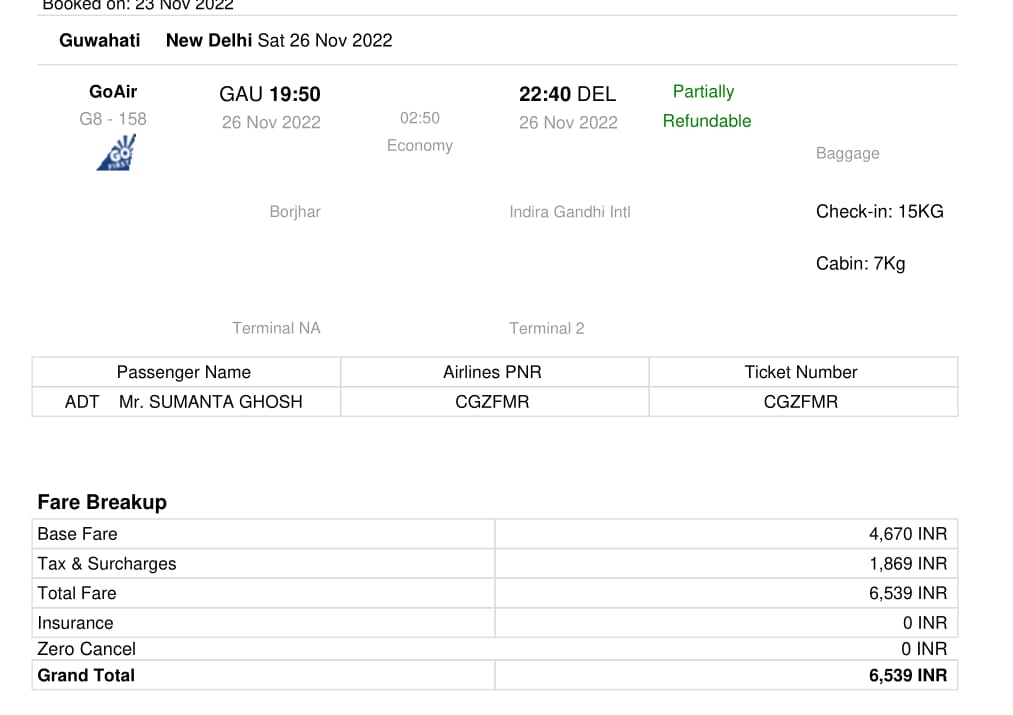 Booked on: 23 Nov 2022
Guwahati New Delhi Sat 26 Nov 2022
GoAir GAU 19:50 22:40 DEL Partially
G8 - 158 26 Nov 2022 02:50 26 Nov 2022 Refundable
Economy
GO
FIRST
Baggage
Borjhar Indira Gandhi Intl Check-in: 15KG
Cabin: 7Kg
Terminal NA Terminal 2
Passenger Name Airlines PNR Ticket Number
ADT Mr. SUMANTA GHOSH CGZFMR CGZFMR
Fare Breakup
Base Fare 4,670 INR
Tax & Surcharges 1,869 INR
Total Fare 6,539 INR
Insurance 0 INR
Zero Cancel 0 INR
Grand Total 6,539 INR